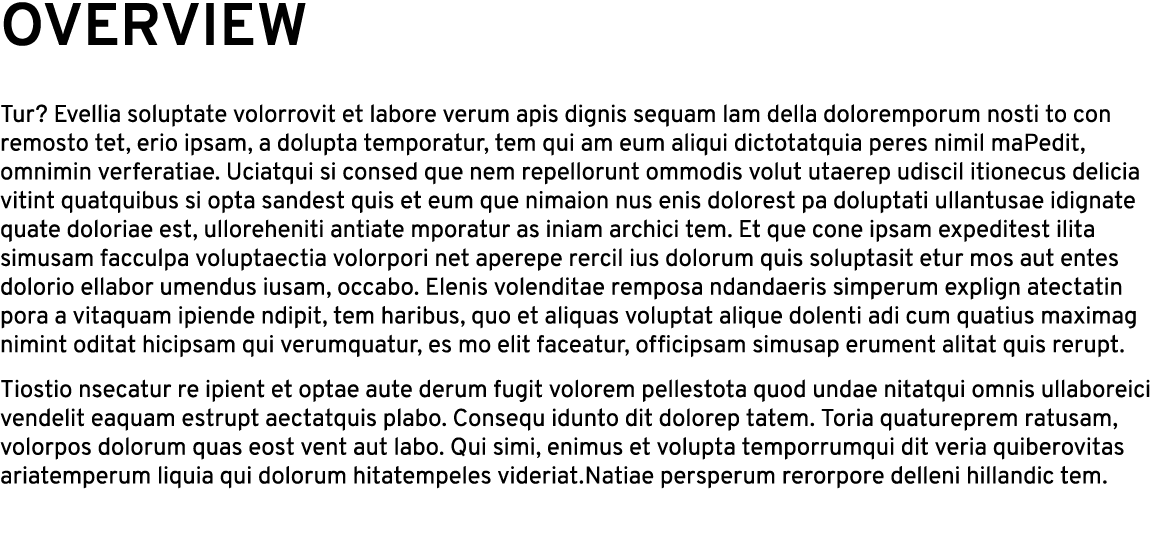 OVERVIEW
Tur? Evellia soluptate volorrovit et labore verum apis dignis sequam lam della doloremporum nosti to con
remosto tet, erio ipsam, a dolupta temporatur, tem qui am eum aliqui dictotatquia peres nimil maPedit,
omnimin verferatiae. Uciatqui si consed que nem repellorunt ommodis volut utaerep udiscil itionecus delicia
vitint quatquibus si opta sandest quis et eum que nimaion nus enis dolorest pa doluptati ullantusae idignate
quate doloriae est, ulloreheniti antiate mporatur as iniam archici tem. Et que cone ipsam expeditest ilita
simusam facculpa voluptaectia volorpori net aperepe rercil ius dolorum quis soluptasit etur mos aut entes
dolorio ellabor umendus iusam, occabo. Elenis volenditae remposa ndandaeris simperum explign atectatin
pora a vitaquam ipiende ndipit, tem haribus, quo et aliquas voluptat alique dolenti adi cum quatius maximag
nimint oditat hicipsam qui verumquatur, es mo elit faceatur, officipsam simusap erument alitat quis rerupt.
Tiostio nsecatur re ipient et optae aute derum fugit volorem pellestota quod undae nitatqui omnis ullaboreici
vendelit eaquam estrupt aectatquis plabo. Consequ idunto dit dolorep tatem. Toria quatureprem ratusam,
volorpos dolorum quas eost vent aut labo. Qui simi, enimus et volupta temporrumqui dit veria quiberovitas
ariatemperum liquia qui dolorum hitatempeles videriat.Natiae persperum rerorpore delleni hillandic tem.